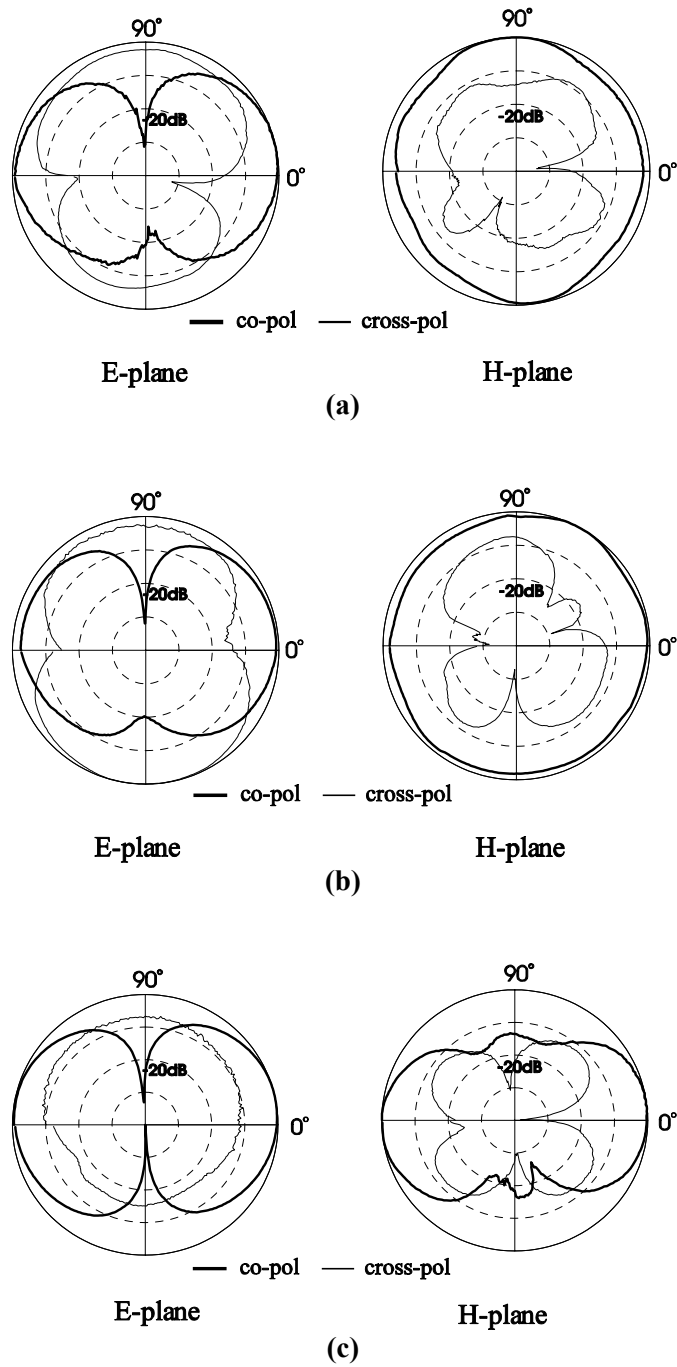 90°
90°
-20dB
-20dB
0°
0°
co-pol
cross-pol
E-plane
H-plane
(a)
90°
90°
-20dB
-20dB
0°
0°
co-pol
cross-pol
E-plane
H-plane
(b)
90°
90°
-20dB
-20dB
0°
0°
co-pol
cross-pol
E-plane
H-plane
(c)